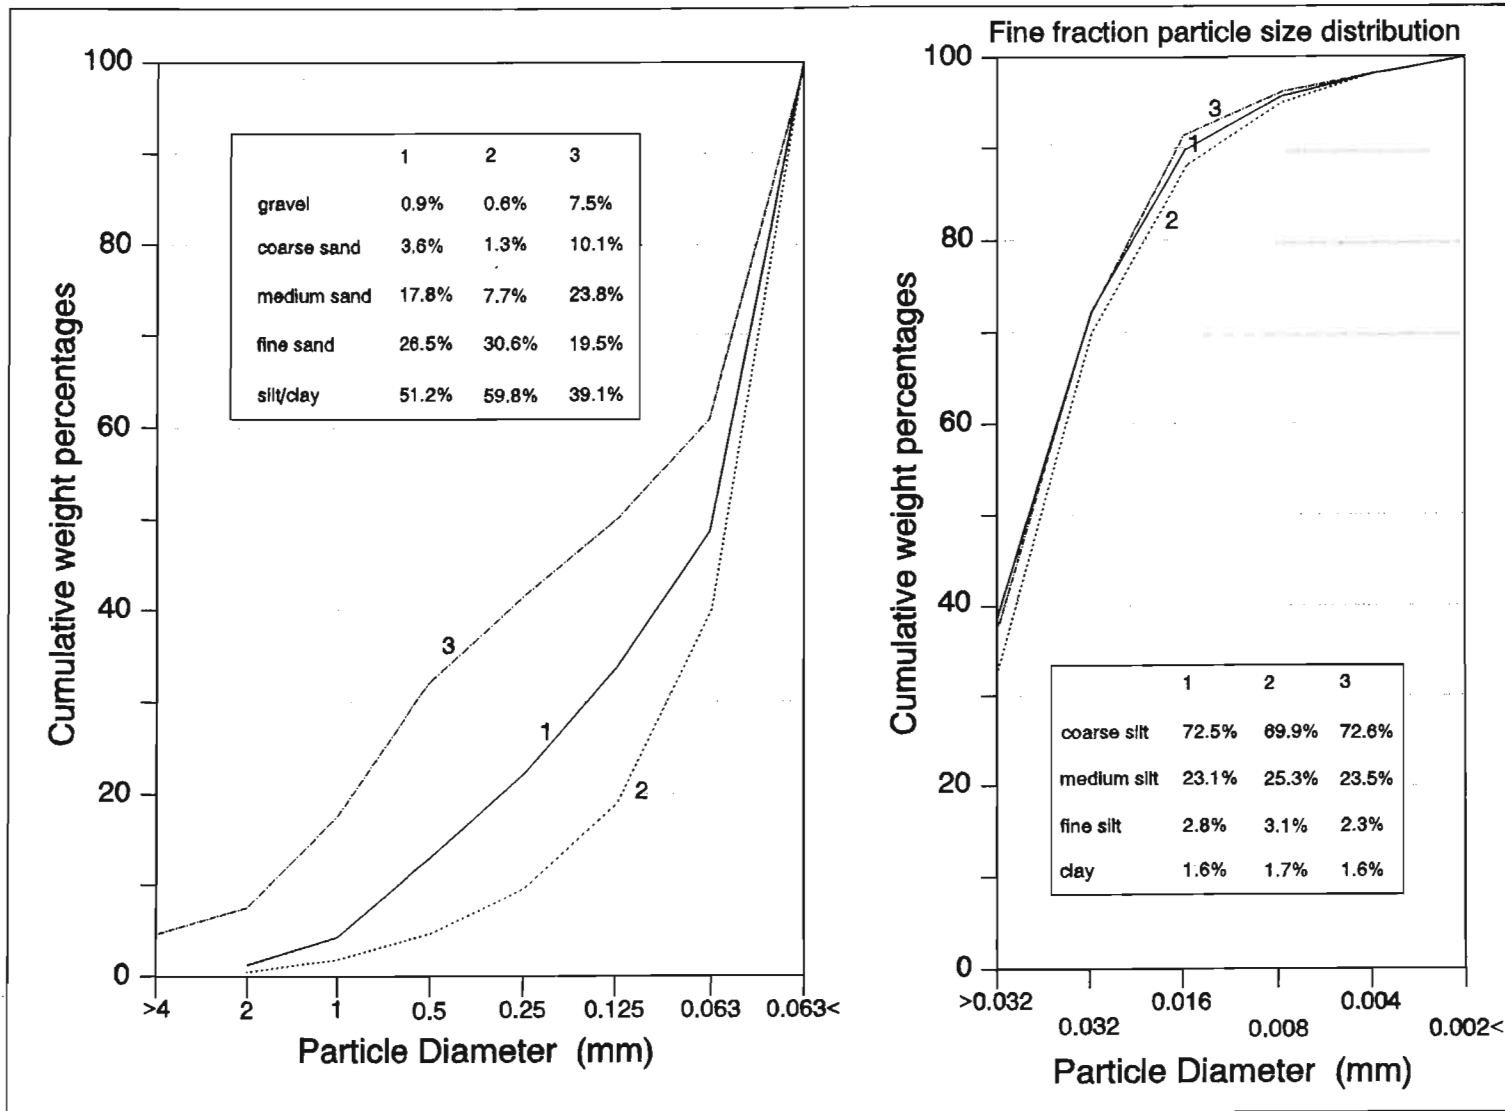 100
80
60
40
20
0
Cumulative weight percentages
1 2 3
gravel 0.9% 0.6% 7.5%
coarse sand 3.6% 1.3% 10.1%
medium sand 17.8% 7.7% 23.8%
fine sand 26.5% 30.6% 19.5%
silt/clay 51.2% 59.8% 39.1%
3
1
2
>4 2 1 0.5 0.25 0.125 0.063 0.063<
Particle Diameter (mm)
Fine fraction particle size distribution
100
80
60
40
20
0
Cumulative weight percentages
3
1
2
1 2 3
coarse silt 72.5% 69.9% 72.6%
medium silt 23.1% 25.3% 23.5%
fine silt 2.8% 3.1% 2.3%
clay 1.6% 1.7% 1.6%
>0.032 0.016 0.004
0.032 0.008 0.002<
Particle Diameter (mm)